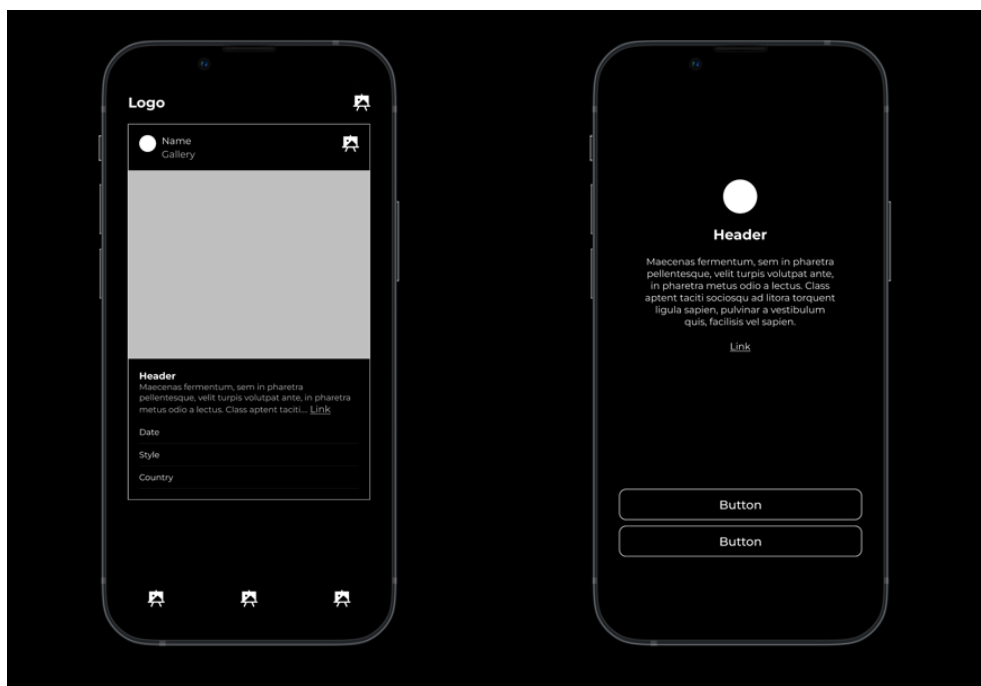 Logo
Name
Gallery
Header
Maecenas fermentum, sem in pharetra
pellentesque, velit turpis volutpat ante, in pharetra
metus odio a lectus. Class aptent taciti... Link
Date
Style
Country
Header
Maecenas fermentum, sem in pharetra
pellentesque, velit turpis volutpat ante,
in pharetra metus odio a lectus. Class
aptent taciti sociosqu ad litora torquent
ligula sapien, pulvinar a vestibulum
quis, facilisis vel sapien.
Link
Button
Button